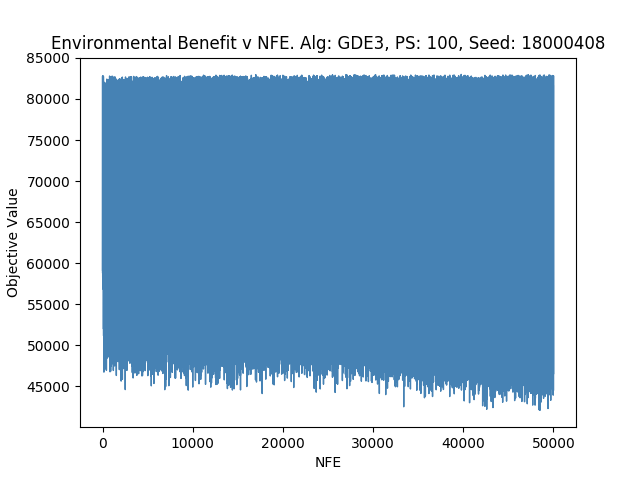 Environmental Benefit v NFE. Alg: GDE3, PS: 100, Seed: 18000408
85000
80000
75000
70000
65000
60000
55000
50000
45000
Objective Value
0 10000 20000 30000 40000 50000
NFE